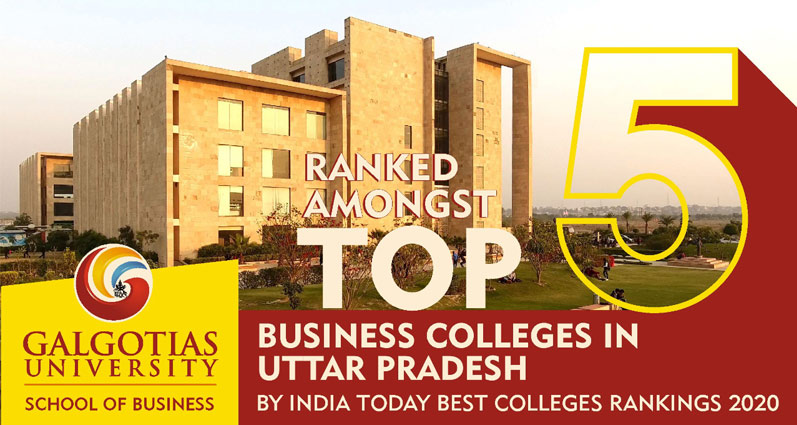 RANKED
AMONGST
TOP 5
BUSINESS COLLEGES IN
UTTAR PRADESH
BY INDIA TODAY BEST COLLEGES RANKINGS 2020
GALGOTIAS
UNIVERSITY
SCHOOL OF BUSINESS